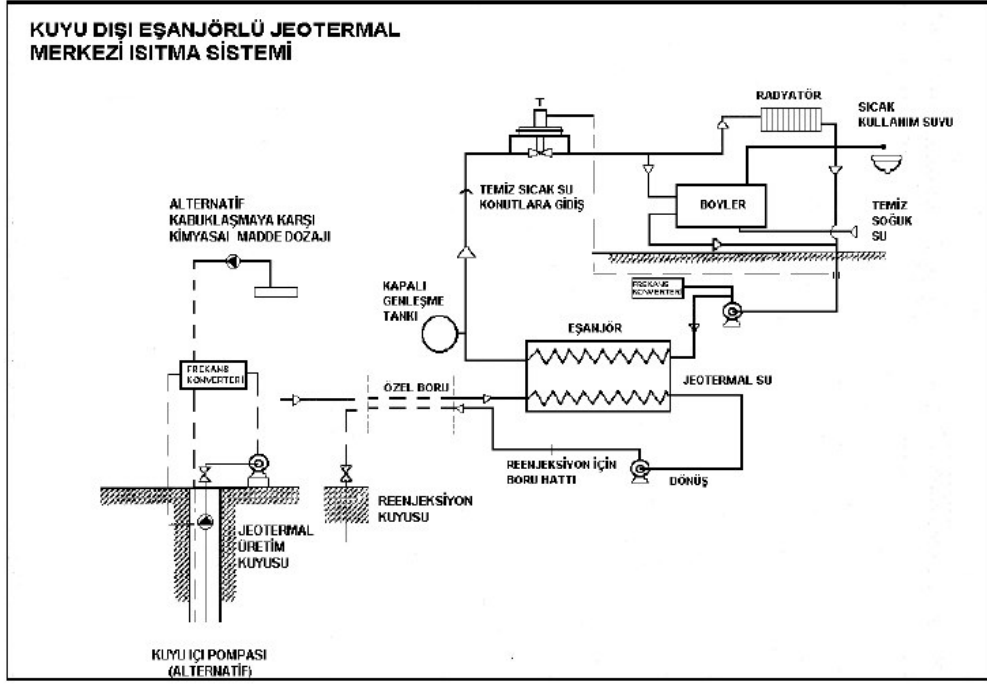 KUYU DIŞI EŞANJÖRLÜ JEOTERMAL
MERKEZİ ISITMA SİSTEMİ
T
RADYATÖR
SICAK
KULLANIM SUYU
TEMİZ SICAK SU
KONUTLARA GİDİŞ
BOYLER
TEMİZ
SOĞUK
SU
ALTERNATİF
KABUKLAŞMAYA KARŞI
KİMYASAl MADDE DOZAJI
KAPALI
GENLEŞME
TANKI
FREKANS
KONVERTERİ
EŞANJÖR
FREKANS
KONVERTERİ
ÖZEL BORU
JEOTERMAL SU
REENJEKSİYON İÇİN
BORU HATTI
DÖNÜŞ
REENJEKSİYON
KUYUSU
JEOTERMAL
ÜRETİM
KUYUSU
KUYU IÇI POMPASI
(ALTERNATİF)